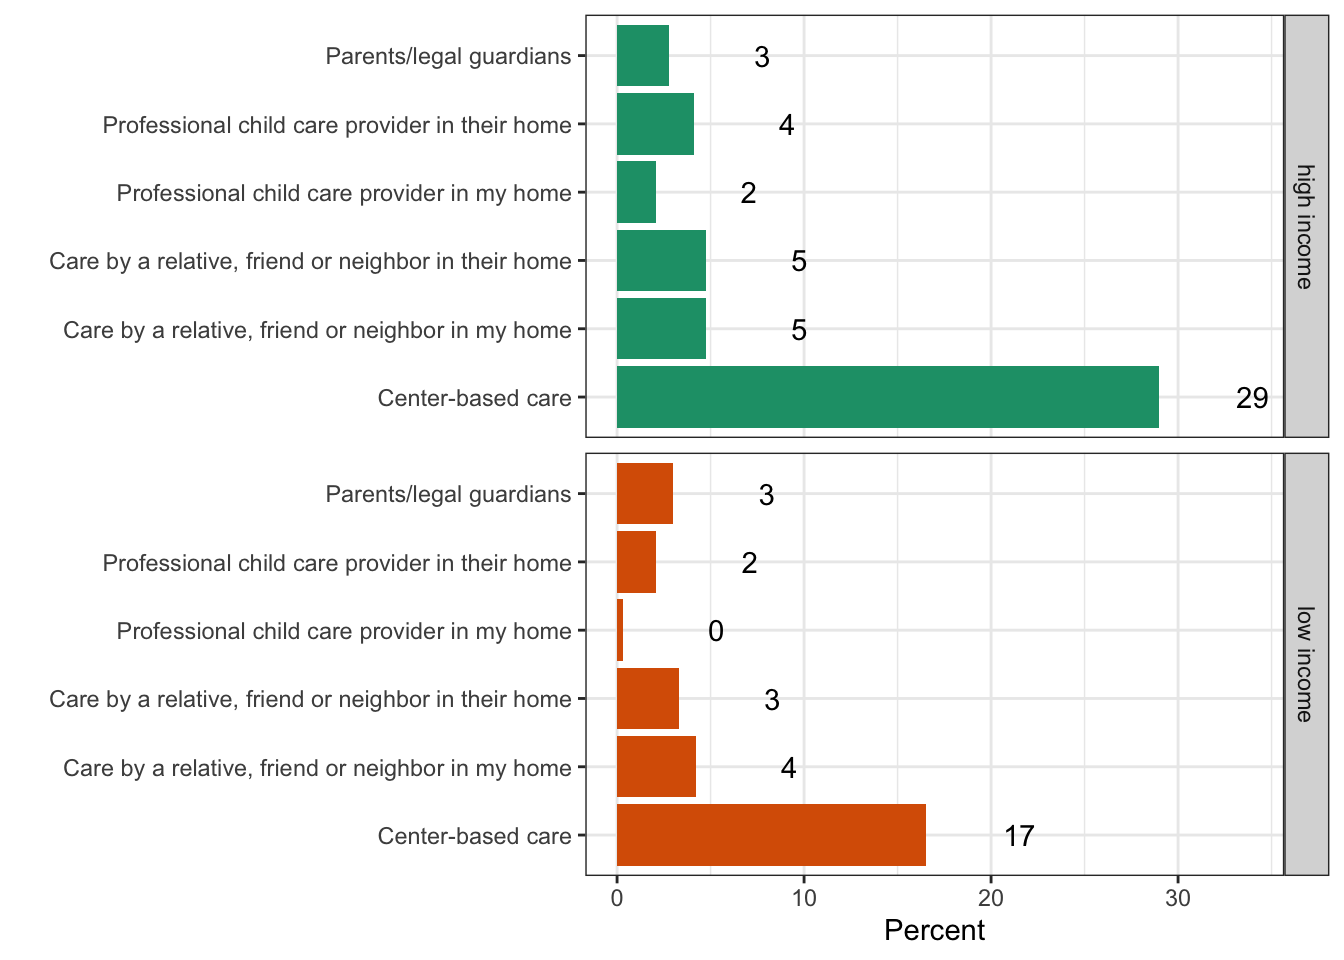 Parents/legal guardians 3
Professional child care provider in their home 4
Professional child care provider in my home 2
Care by a relative, friend or neighbor in their home 5
Care by a relative, friend or neighbor in my home 5
Center-based care 29
high income
Parents/legal guardians 3
Professional child care provider in their home 2
Professional child care provider in my home 0
Care by a relative, friend or neighbor in their home 3
Care by a relative, friend or neighbor in my home 4
Center-based care 17
low income
0 10 20 30
Percent